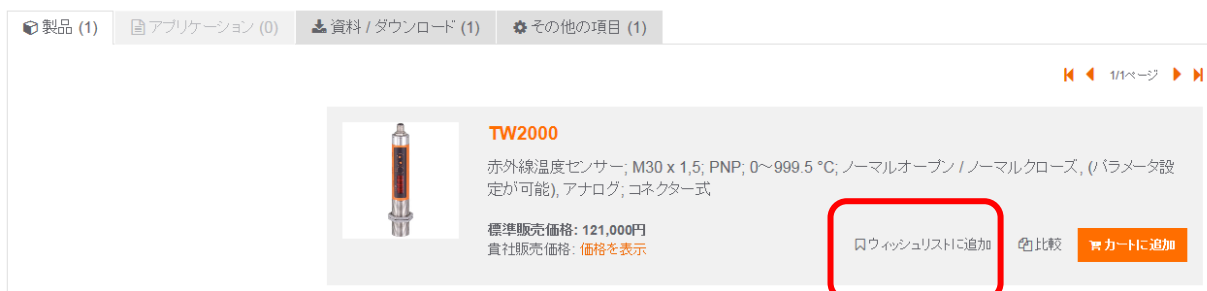 製品 (1) アプリケーション (0) 資料 / ダウンロード (1) その他の項目 (1)
1/1ページ
TW2000
赤外線温度センサー; M30 x 1,5; PNP; 0～999.5 °C; ノーマルオープン / ノーマルクローズ, (パラメータ設
定が可能), アナログ; コネクター式
標準販売価格: 121,000円
貴社販売価格: 価格を表示
ウィッシュリストに追加 比較 カートに追加